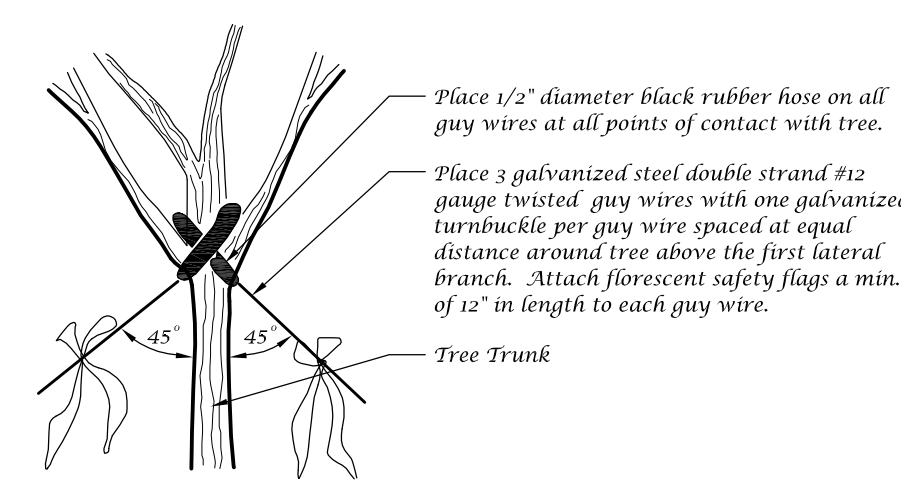 Place 1/2" diameter black rubber hose on all
guy wires at all points of contact with tree.
Place 3 galvanized steel double strand #12
gauge twisted guy wires with one galvanized
turnbuckle per guy wire spaced at equal
distance around tree above the first lateral
branch. Attach florescent safety flags a min.
of 12" in length to each guy wire.
45° 45°
Tree Trunk